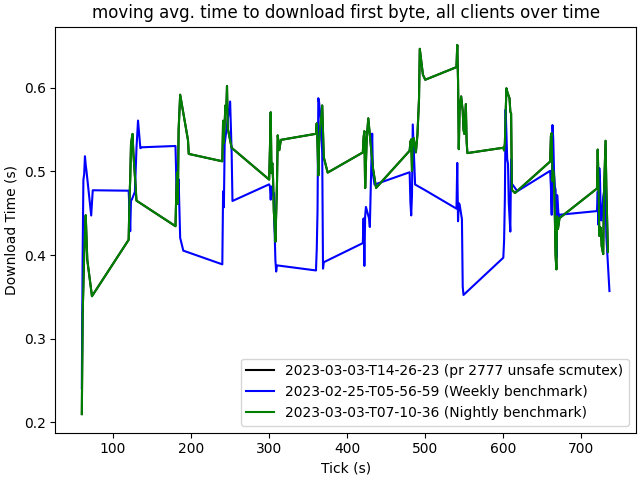 moving avg. time to download first byte, all clients over time
Download Time (s)
0.6
0.5
0.4
0.3
0.2
2023-03-03-T14-26-23 (pr 2777 unsafe scmutex)
2023-02-25-T05-56-59 (Weekly benchmark)
2023-03-03-T07-10-36 (Nightly benchmark)
100 200 300 400 500 600 700
Tick (s)